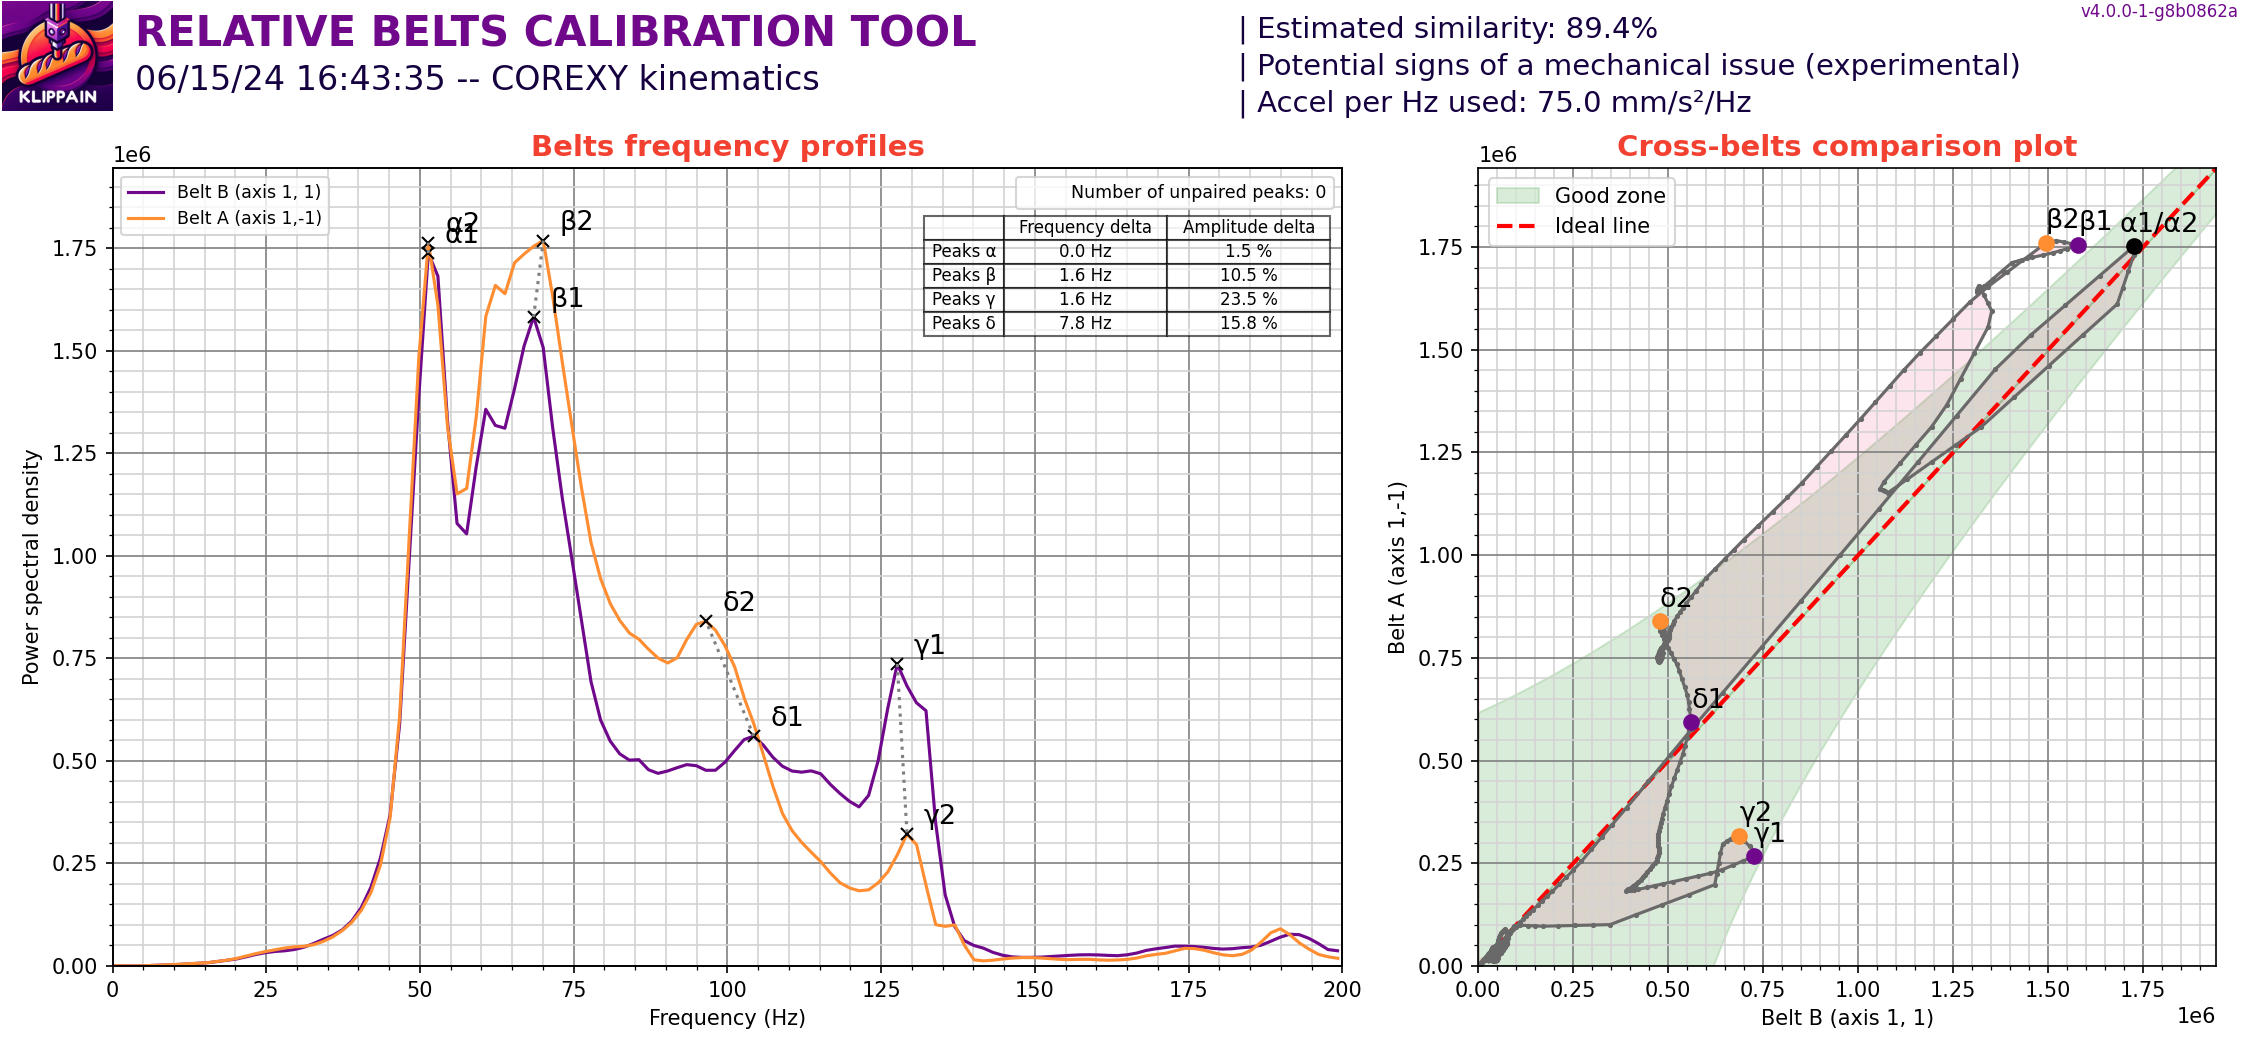 KLIPPAIN
RELATIVE BELTS CALIBRATION TOOL
06/15/24 16:43:35 -- COREXY kinematics
| Estimated similarity: 89.4%
| Potential signs of a mechanical issue (experimental)
| Accel per Hz used: 75.0 mm/s²/Hz
v4.0.0-1-g8b0862a
Belts frequency profiles
1e6
Belt B (axis 1, 1)
Belt A (axis 1,-1)
Number of unpaired peaks: 0
Frequency delta Amplitude delta
Peaks α 0.0 Hz 1.5 %
Peaks β 1.6 Hz 10.5 %
Peaks γ 1.6 Hz 23.5 %
Peaks δ 7.8 Hz 15.8 %
α2
α1
β2
β1
δ2
δ1
γ1
γ2
Power spectral density
1.75
1.50
1.25
1.00
0.75
0.50
0.25
0.00
0 25 50 75 100 125 150 175 200
Frequency (Hz)
Cross-belts comparison plot
1e6
Good zone
Ideal line
β2 β1 α1/α2
δ2
δ1
γ2
γ1
Belt A (axis 1,-1)
1.75
1.50
1.25
1.00
0.75
0.50
0.25
0.00
0.00 0.25 0.50 0.75 1.00 1.25 1.50 1.75
Belt B (axis 1, 1)
1e6